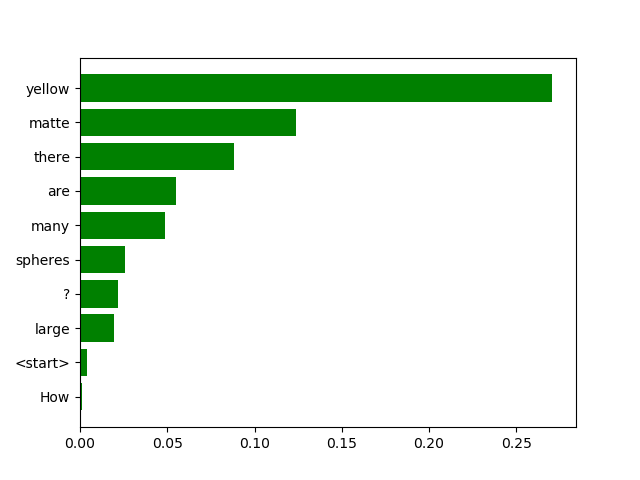 yellow
matte
there
are
many
spheres
?
large
<start>
How
0.00 0.05 0.10 0.15 0.20 0.25